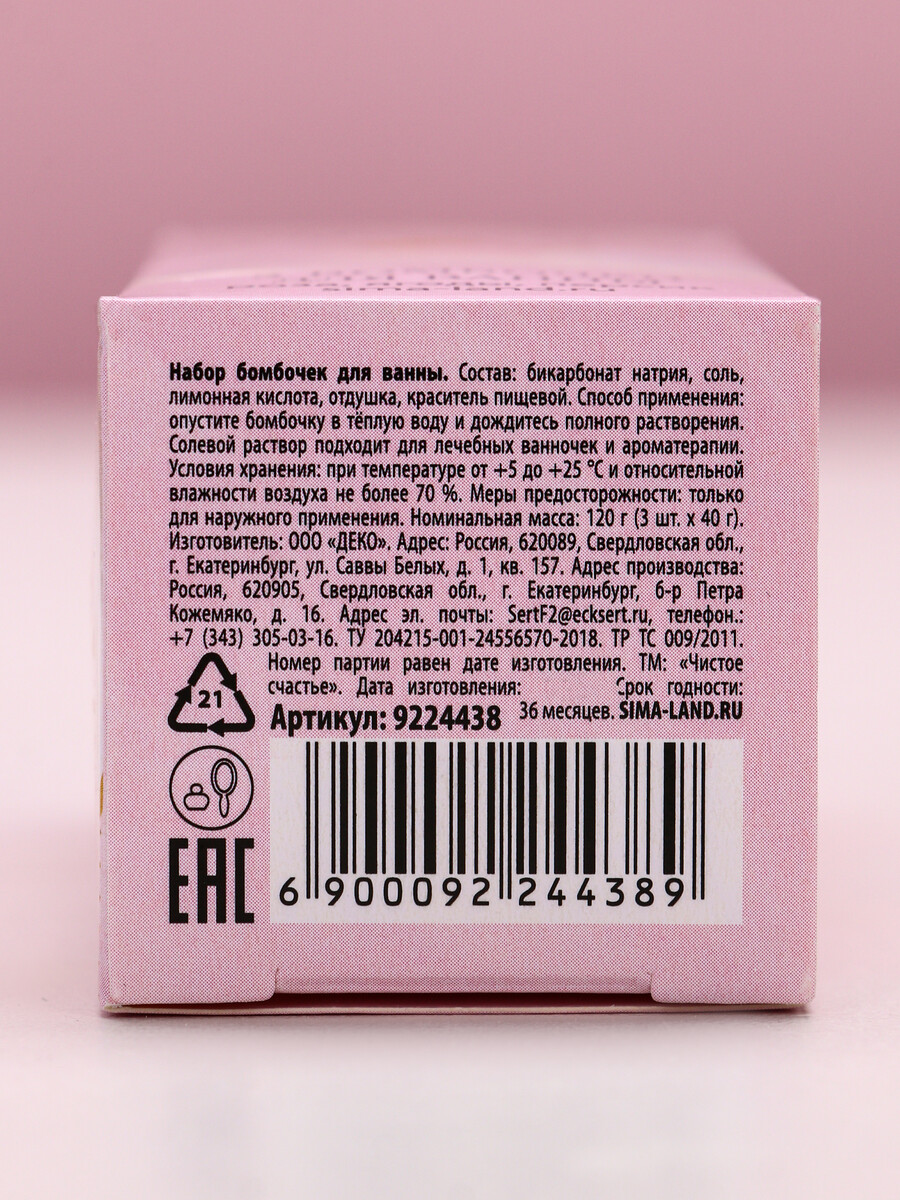 Набор бомбочек для ванны. Состав: бикарбонат натрия, соль,
лимонная кислота, отдушка, краситель пищевой. Способ применения:
опустите бомбочку в тёплую воду и дождитесь полного растворения.
Солевой раствор подходит для лечебных ванночек и ароматерапии.
Условия хранения: при температуре от +5 до +25 °С и относительной
влажности воздуха не более 70 %. Меры предосторожности: только
для наружного применения. Номинальная масса: 120 г (3 шт. х 40 г).
Изготовитель: ООО «ДЕКО». Адрес: Россия, 620089, Свердловская обл.,
г. Екатеринбург, ул. Саввы Белых, д. 1, кв. 157. Адрес производства:
Россия, 620905, Свердловская обл., г. Екатеринбург, б-р Петра
Кожемяко, д. 16. Адрес эл. почты: SertF2@ecksert.ru, телефон.:
+7 (343) 305-03-16. ТУ 204215-001-24556570-2018. ТР ТС 009/2011.
Номер партии равен дате изготовления. ТМ: «Чистое
счастье». Дата изготовления: Срок годности:
Артикул: 9224438 36 месяцев. SIMA-LAND.RU
21
EAC
6 900092 244389